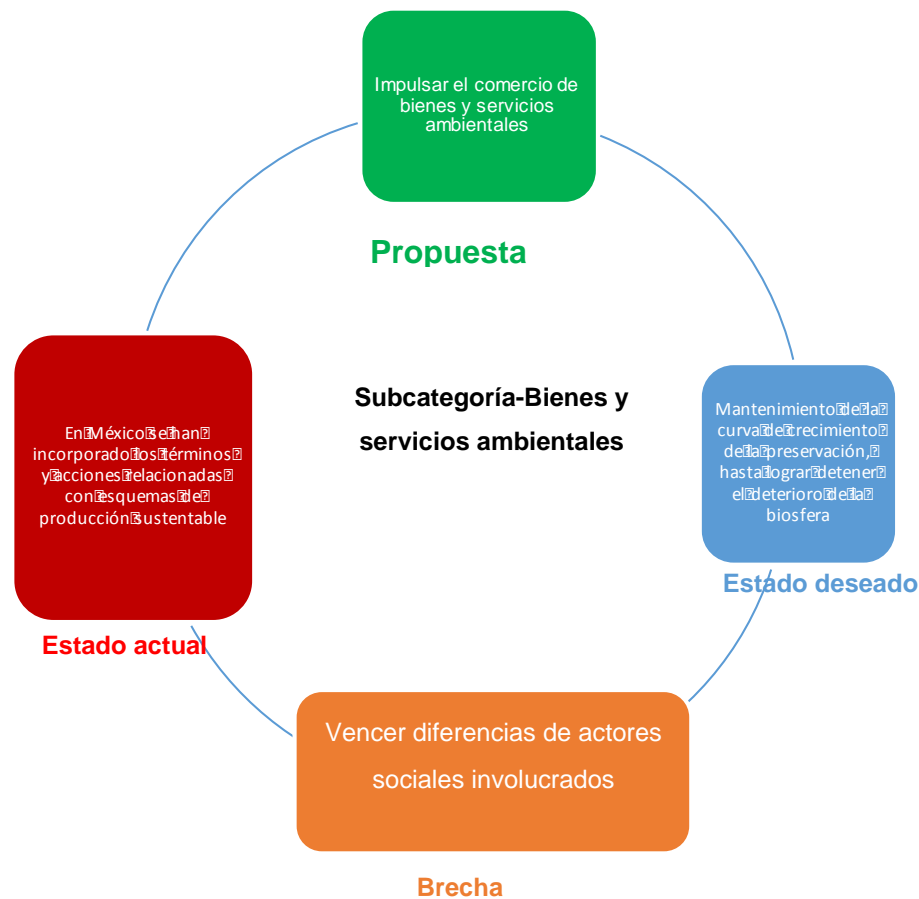 Impulsar el comercio de
bienes y servicios
ambientales
Propuesta
Subcategoría-Bienes y
servicios ambientales
En México se han
incorporado los términos
y acciones relacionadas
con esquemas de
producción sustentable
Estado actual
Mantenimiento de la
curva de crecimiento
de la preservación,
hasta lograr detener
el deterioro de la
biosfera
Estado deseado
Vencer diferencias de actores
sociales involucrados
Brecha